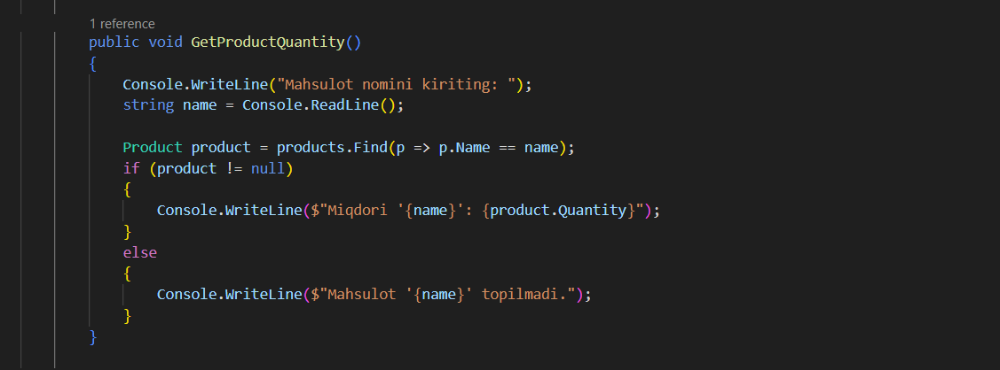 1 reference
public void GetProductQuantity()
{
Console.WriteLine("Mahsulot nomini kiriting: ");
string name = Console.ReadLine();
Product product = products.Find(p => p.Name == name);
if (product != null)
{
Console.WriteLine($"Miqdori '{name}': {product.Quantity}");
}
else
{
Console.WriteLine($"Mahsulot '{name}' topilmadi.");
}
}